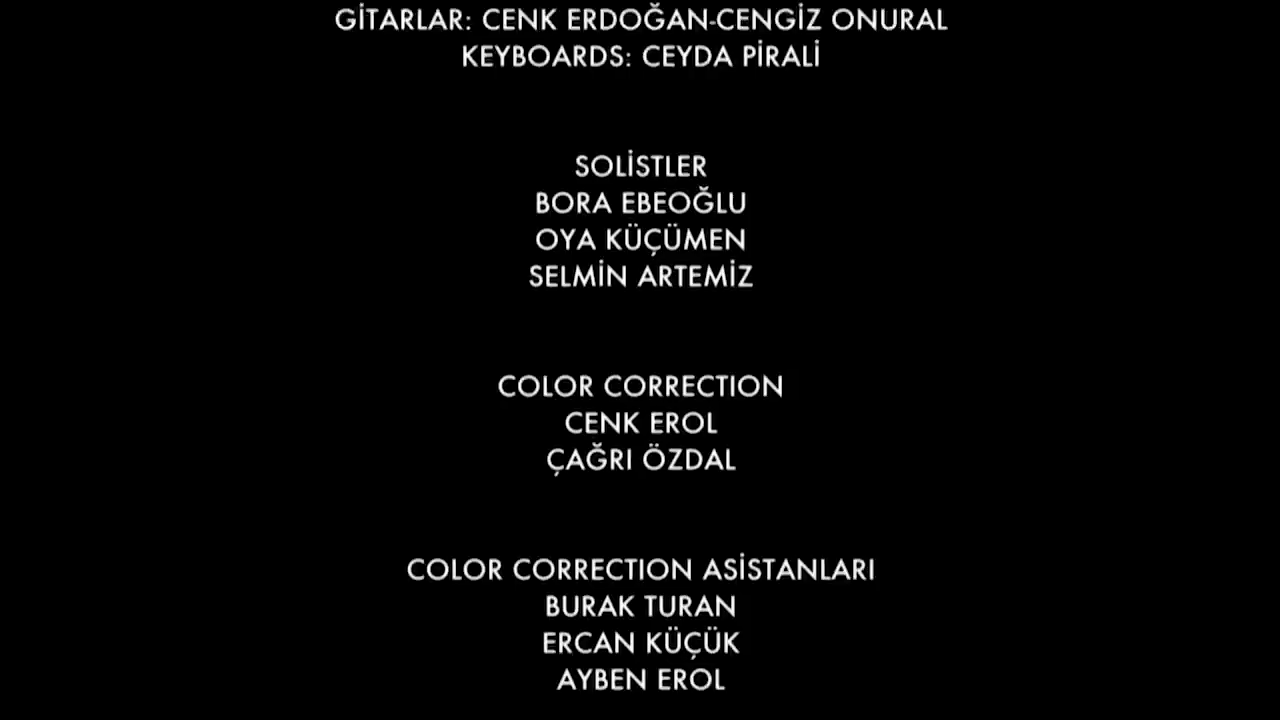 GİTARLAR: CENK ERDOĞAN-CENGİZ ONURAL
KEYBOARDS: CEYDA PİRALİ
SOLİSTLER
BORA EBEOĞLU
OYA KÜÇÜMEN
SELMİN ARTEMİZ
COLOR CORRECTION
CENK EROL
ÇAĞRI ÖZDAL
COLOR CORRECTION ASİSTANLARI
BURAK TURAN
ERCAN KÜÇÜK
AYBEN EROL